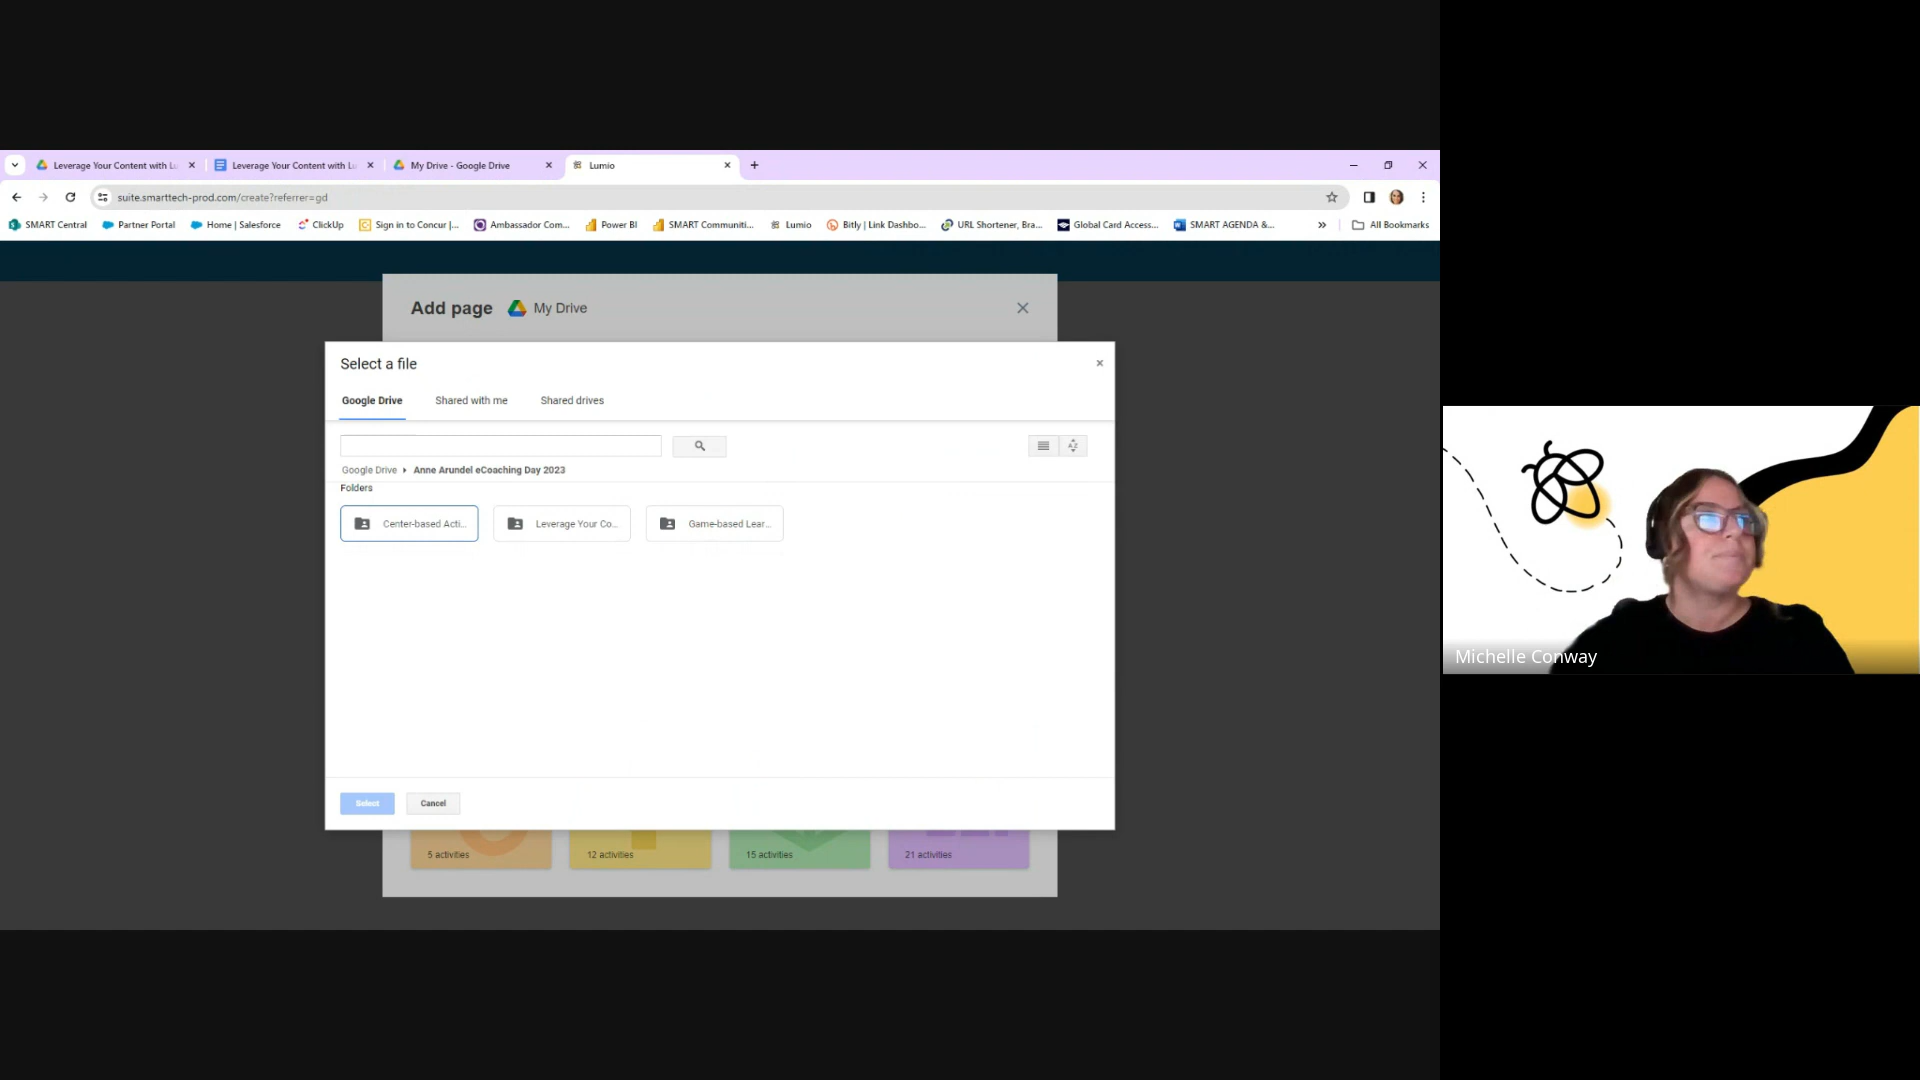 Leverage Your Content with Lu
Leverage Your Content with Lu
My Drive - Google Drive
Lumio
suite.smarttech-prod.com/create?referrer=gd
SMART Central
Partner Portal
Home | Salesforce
ClickUp
Sign in to Concur |...
Ambassador Com...
Power BI
SMART Communiti...
Lumio
Bitly | Link Dashbo...
URL Shortener, Bra...
Global Card Access...
SMART AGENDA &...
All Bookmarks
Add page My Drive
Select a file
Google Drive Shared with me Shared drives
Google Drive Anne Arundel eCoaching Day 2023
Folders
Center-based Acti... Leverage Your Co... Game-based Lear...
Select Cancel
5 activities 12 activities 15 activities 21 activities
Michelle Conway